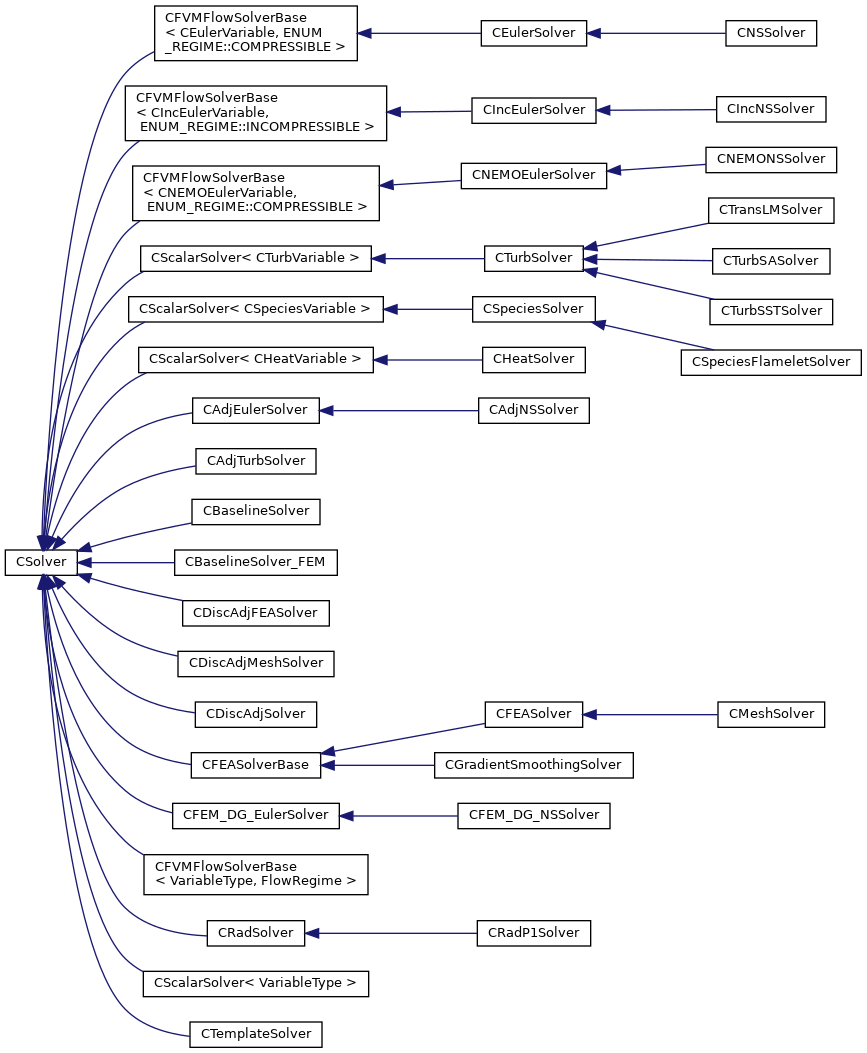 CFVMFlowSolverBase
< CEulerVariable, ENUM
_REGIME::COMPRESSIBLE >
CEulerSolver
CNSSolver
CFVMFlowSolverBase
< CIncEulerVariable,
ENUM_REGIME::INCOMPRESSIBLE >
CIncEulerSolver
CIncNSSolver
CFVMFlowSolverBase
< CNEMOEulerVariable,
ENUM_REGIME::COMPRESSIBLE >
CNEMOEulerSolver
CNEMONSSolver
CScalarSolver< CTurbVariable >
CTurbSolver
CTransLMSolver
CTurbSASolver
CTurbSSTSolver
CScalarSolver< CSpeciesVariable >
CSpeciesSolver
CSpeciesFlameletSolver
CScalarSolver< CHeatVariable >
CHeatSolver
CAdjEulerSolver
CAdjNSSolver
CAdjTurbSolver
CBaselineSolver
CSolver
CBaselineSolver_FEM
CDiscAdjFEASolver
CDiscAdjMeshSolver
CDiscAdjSolver
CFEASolverBase
CFEASolver
CMeshSolver
CGradientSmoothingSolver
CFEM_DG_EulerSolver
CFEM_DG_NSSolver
CFVMFlowSolverBase
< VariableType, FlowRegime >
CRadSolver
CRadP1Solver
CScalarSolver< VariableType >
CTemplateSolver